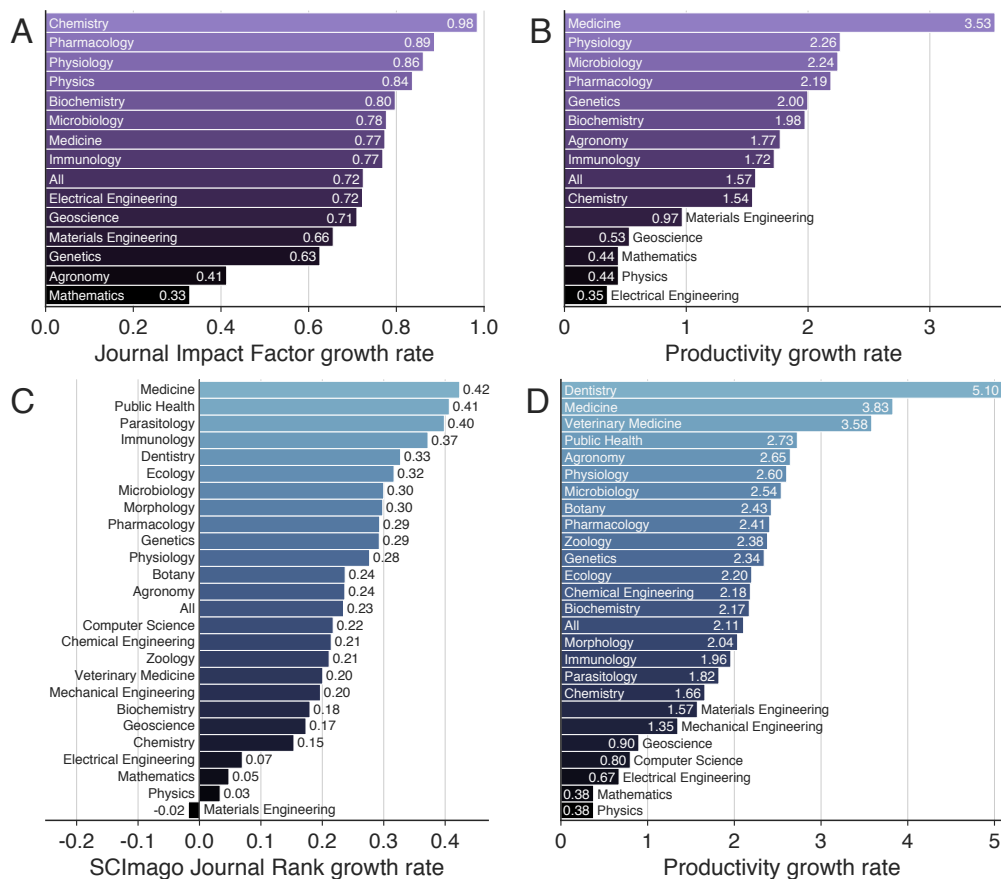 A
Chemistry 0.98
Pharmacology 0.89
Physiology 0.86
Physics 0.84
Biochemistry 0.80
Microbiology 0.78
Medicine 0.77
Immunology 0.77
All 0.72
Electrical Engineering 0.72
Geoscience 0.71
Materials Engineering 0.66
Genetics 0.63
Agronomy 0.41
Mathematics 0.33
0.0 0.2 0.4 0.6 0.8 1.0
Journal Impact Factor growth rate
B
Medicine 3.53
Physiology 2.26
Microbiology 2.24
Pharmacology 2.19
Genetics 2.00
Biochemistry 1.98
Agronomy 1.77
Immunology 1.72
All 1.57
Chemistry 1.54
0.97 Materials Engineering
0.53 Geoscience
0.44 Mathematics
0.44 Physics
0.35 Electrical Engineering
0 1 2 3
Productivity growth rate
C
Medicine 0.42
Public Health 0.41
Parasitology 0.40
Immunology 0.37
Dentistry 0.33
Ecology 0.32
Microbiology 0.30
Morphology 0.30
Pharmacology 0.29
Genetics 0.29
Physiology 0.28
Botany 0.24
Agronomy 0.24
All 0.23
Computer Science 0.22
Chemical Engineering 0.21
Zoology 0.21
Veterinary Medicine 0.20
Mechanical Engineering 0.20
Biochemistry 0.18
Geoscience 0.17
Chemistry 0.15
Electrical Engineering 0.07
Mathematics 0.05
Physics 0.03
-0.02 Materials Engineering
-0.2 -0.1 0.0 0.1 0.2 0.3 0.4
SCImago Journal Rank growth rate
D
Dentistry 5.10
Medicine 3.83
Veterinary Medicine 3.58
Public Health 2.73
Agronomy 2.65
Physiology 2.60
Microbiology 2.54
Botany 2.43
Pharmacology 2.41
Zoology 2.38
Genetics 2.34
Ecology 2.20
Chemical Engineering 2.18
Biochemistry 2.17
All 2.11
Morphology 2.04
Immunology 1.96
Parasitology 1.82
Chemistry 1.66
1.57 Materials Engineering
1.35 Mechanical Engineering
0.90 Geoscience
0.80 Computer Science
0.67 Electrical Engineering
0.38 Mathematics
0.38 Physics
0 1 2 3 4 5
Productivity growth rate